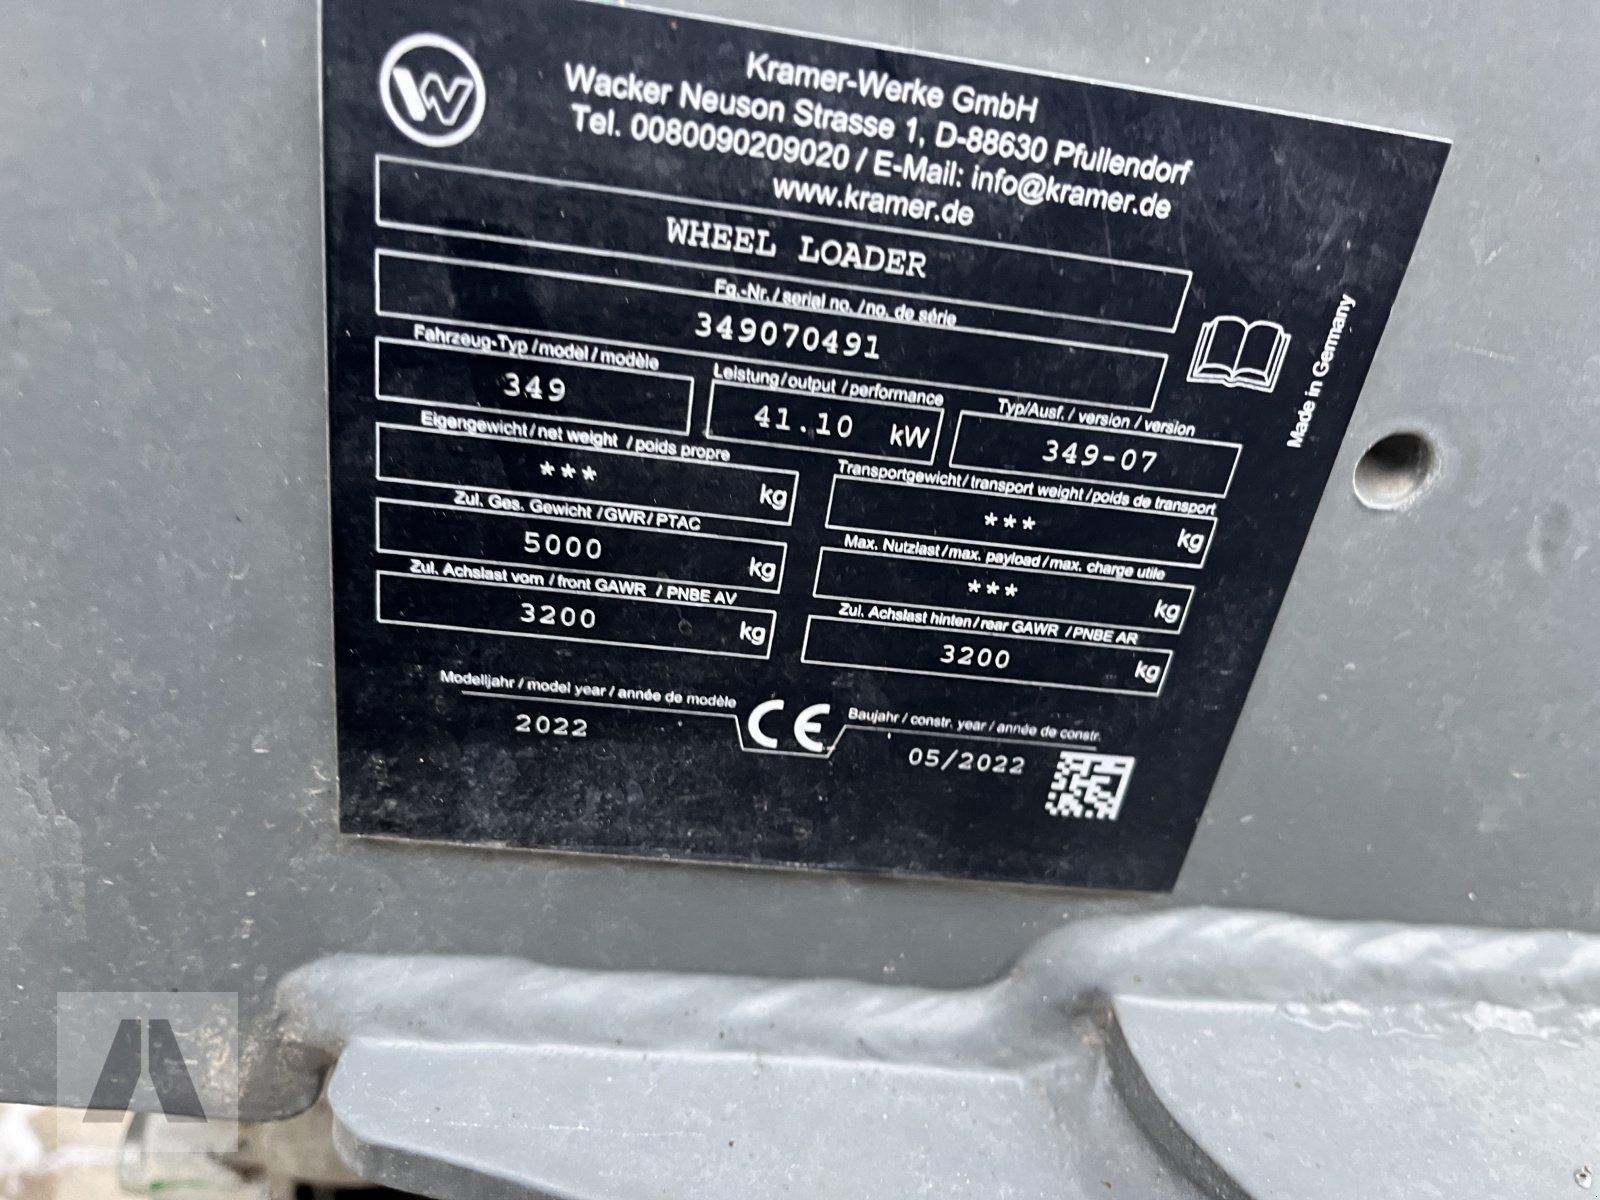 Kramer-Werke GmbH
Wacker Neuson Strasse 1, D-88630 Pfullendorf
Tel. 0080090209020 / E-Mail: info@kramer.de
www.kramer.de
WHEEL LOADER
Fg.-Nr. / serial no. / no. de série
349070491
Fahrzeug-Typ / model / modèle
349
Leistung / output / performance
41.10 kW
Typ/Ausf. / version / version
349-07
Eigengewicht / net weight / poids propre
*** kg
Transportgewicht / transport weight / poids de transport
*** kg
Zul. Ges. Gewicht / GWR / PTAC
5000 kg
Max. Nutzlast / max. payload / max. charge utile
*** kg
Zul. Achslast vorn / front GAWR / PNBE AV
3200 kg
Zul. Achslast hinten / rear GAWR / PNBE AR
3200 kg
Modelljahr / model year / année de modèle
2022
CE
Baujahr / constr. year / année de constr.
05/2022
Made in Germany